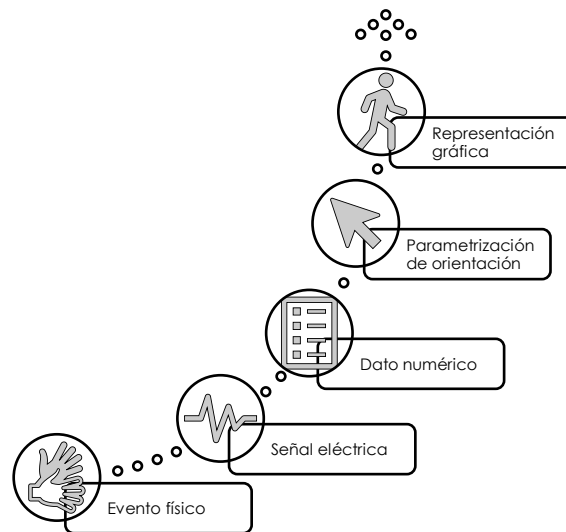 Representación
gráfica
Parametrización
de orientación
Dato numérico
Señal eléctrica
Evento físico